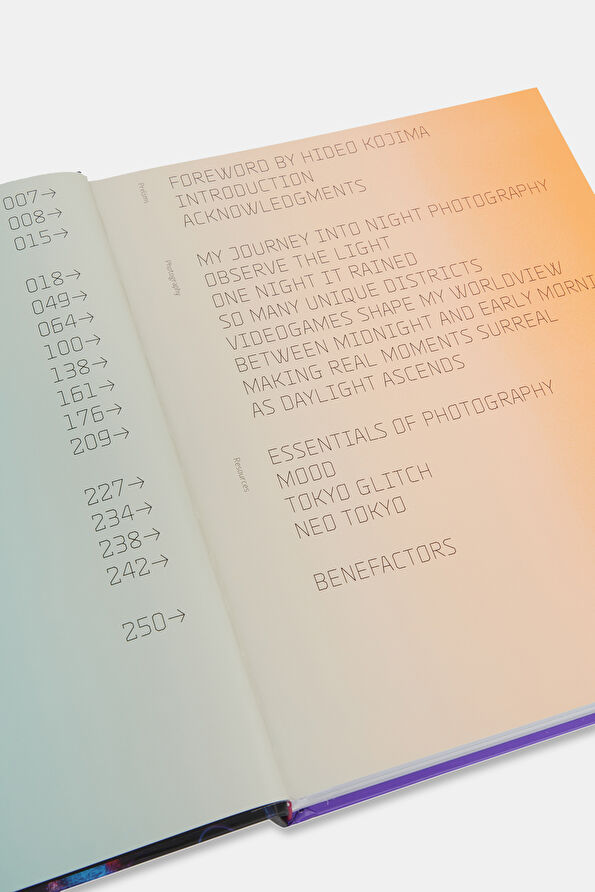 007→
008→
015→
018→
049→
064→
100→
138→
161→
176→
209→
227→
234→
238→
242→
250→
Prelims
FOREWORD BY HIDEO KOJIMA
INTRODUCTION
ACKNOWLEDGMENTS
Photography
MY JOURNEY INTO NIGHT PHOTOGRAPHY
OBSERVE THE LIGHT
ONE NIGHT IT RAINED
SO MANY UNIQUE DISTRICTS
VIDEOGAMES SHAPE MY WORLDVIEW
BETWEEN MIDNIGHT AND EARLY MORNI
MAKING REAL MOMENTS SURREAL
AS DAYLIGHT ASCENDS
Resources
ESSENTIALS OF PHOTOGRAPHY
MOOD
TOKYO GLITCH
NEO TOKYO
BENEFACTORS